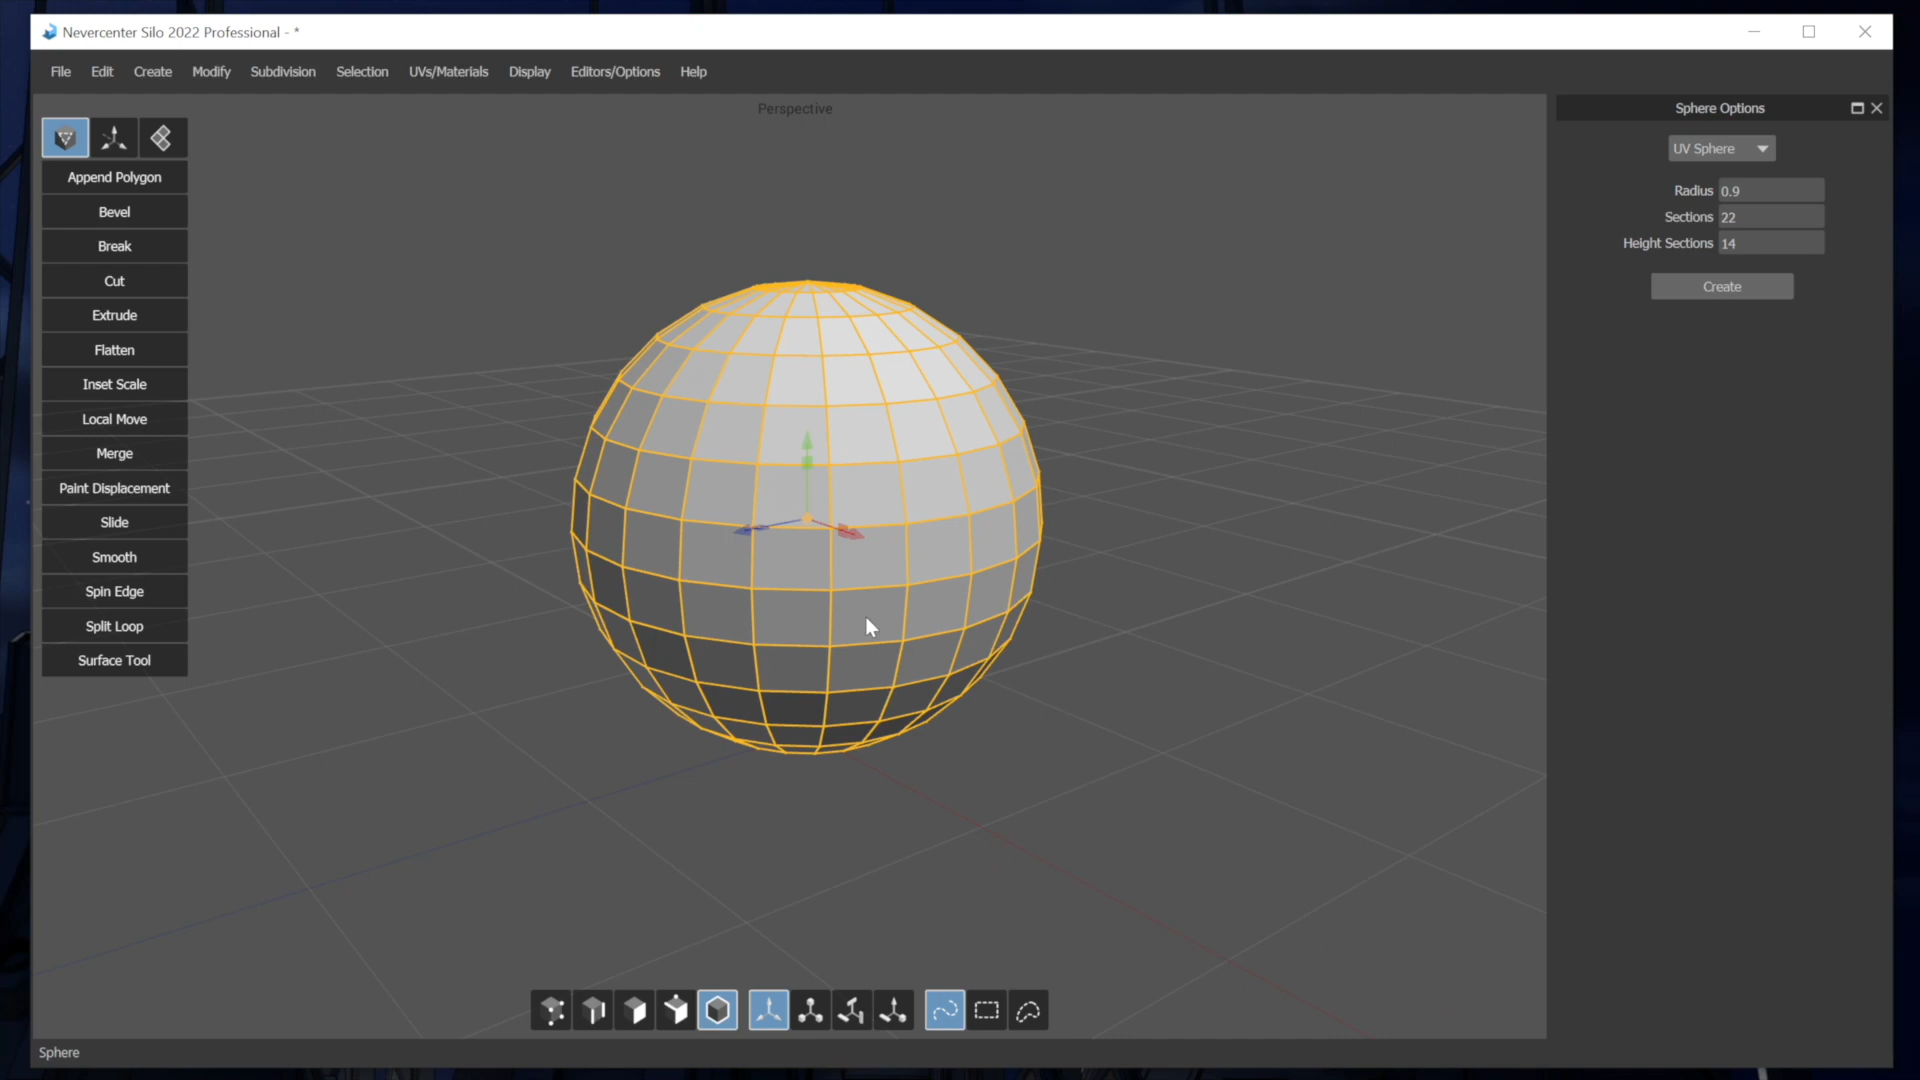 Nevercenter Silo 2022 Professional - *
File Edit Create Modify Subdivision Selection UVs/Materials Display Editors/Options Help
Perspective
Sphere Options
UV Sphere
Radius 0.9
Sections 22
Height Sections 14
Create
Append Polygon
Bevel
Break
Cut
Extrude
Flatten
Inset Scale
Local Move
Merge
Paint Displacement
Slide
Smooth
Spin Edge
Split Loop
Surface Tool
Sphere